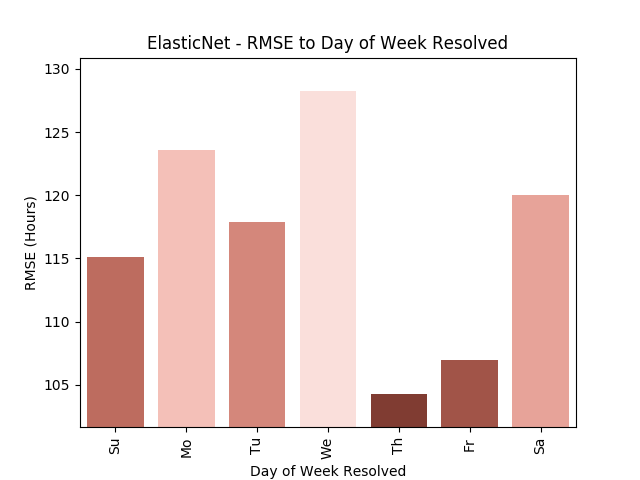 ElasticNet - RMSE to Day of Week Resolved
130
125
120
115
110
105
RMSE (Hours)
Su
Mo
Tu
We
Th
Fr
Sa
Day of Week Resolved